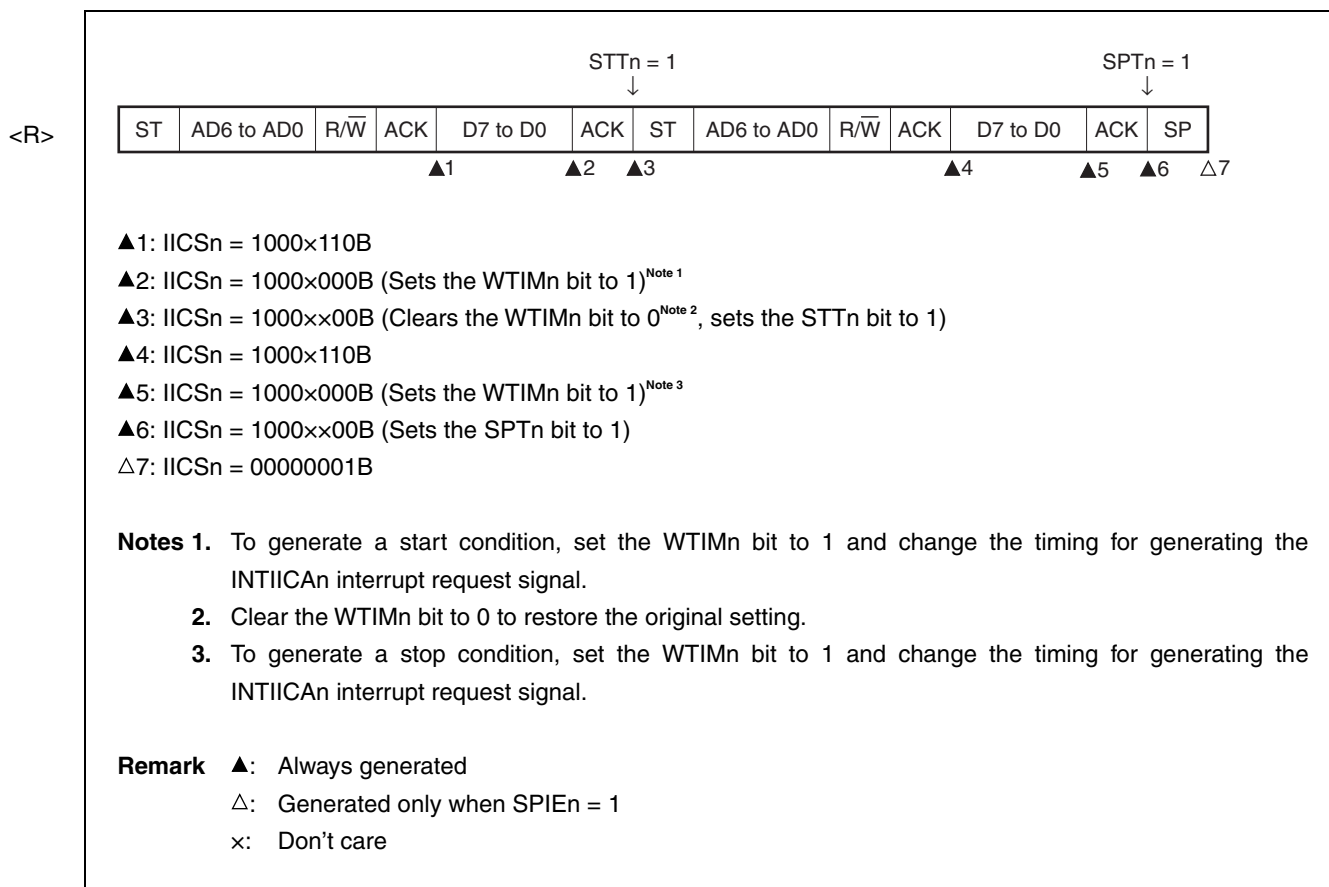 STTn = 1 SPTn = 1
↓ ↓
<R>
ST AD6 to AD0 R/W̅ ACK D7 to D0 ACK ST AD6 to AD0 R/W̅ ACK D7 to D0 ACK SP
▲1 ▲2 ▲3 ▲4 ▲5 ▲6 △7
▲1: IICSn = 1000×110B
▲2: IICSn = 1000×000B (Sets the WTIMn bit to 1)Note 1
▲3: IICSn = 1000××00B (Clears the WTIMn bit to 0Note 2, sets the STTn bit to 1)
▲4: IICSn = 1000×110B
▲5: IICSn = 1000×000B (Sets the WTIMn bit to 1)Note 3
▲6: IICSn = 1000××00B (Sets the SPTn bit to 1)
△7: IICSn = 00000001B
Notes 1. To generate a start condition, set the WTIMn bit to 1 and change the timing for generating the
INTIICAn interrupt request signal.
2. Clear the WTIMn bit to 0 to restore the original setting.
3. To generate a stop condition, set the WTIMn bit to 1 and change the timing for generating the
INTIICAn interrupt request signal.
Remark ▲: Always generated
△: Generated only when SPIEn = 1
×: Don't care